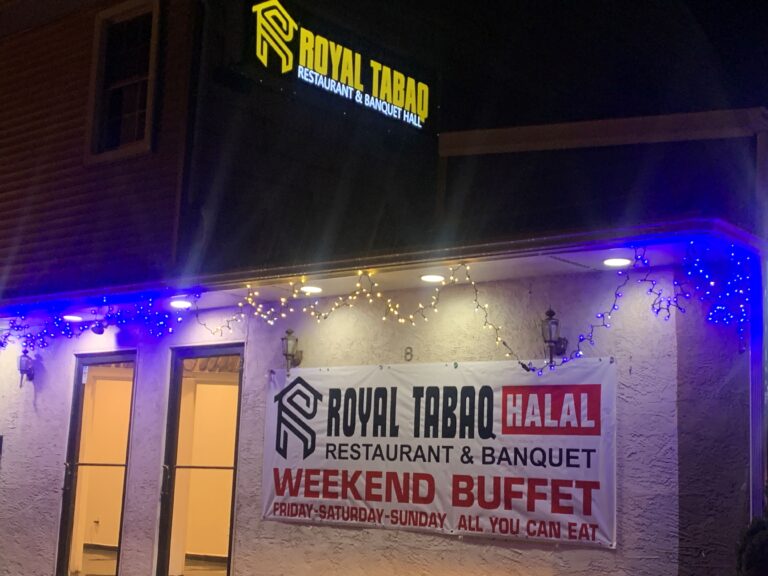 ROYAL TABAQ
RESTAURANT & BANQUET HALL
8
ROYAL TABAQ HALAL
RESTAURANT & BANQUET
WEEKEND BUFFET
FRIDAY-SATURDAY-SUNDAY ALL YOU CAN EAT